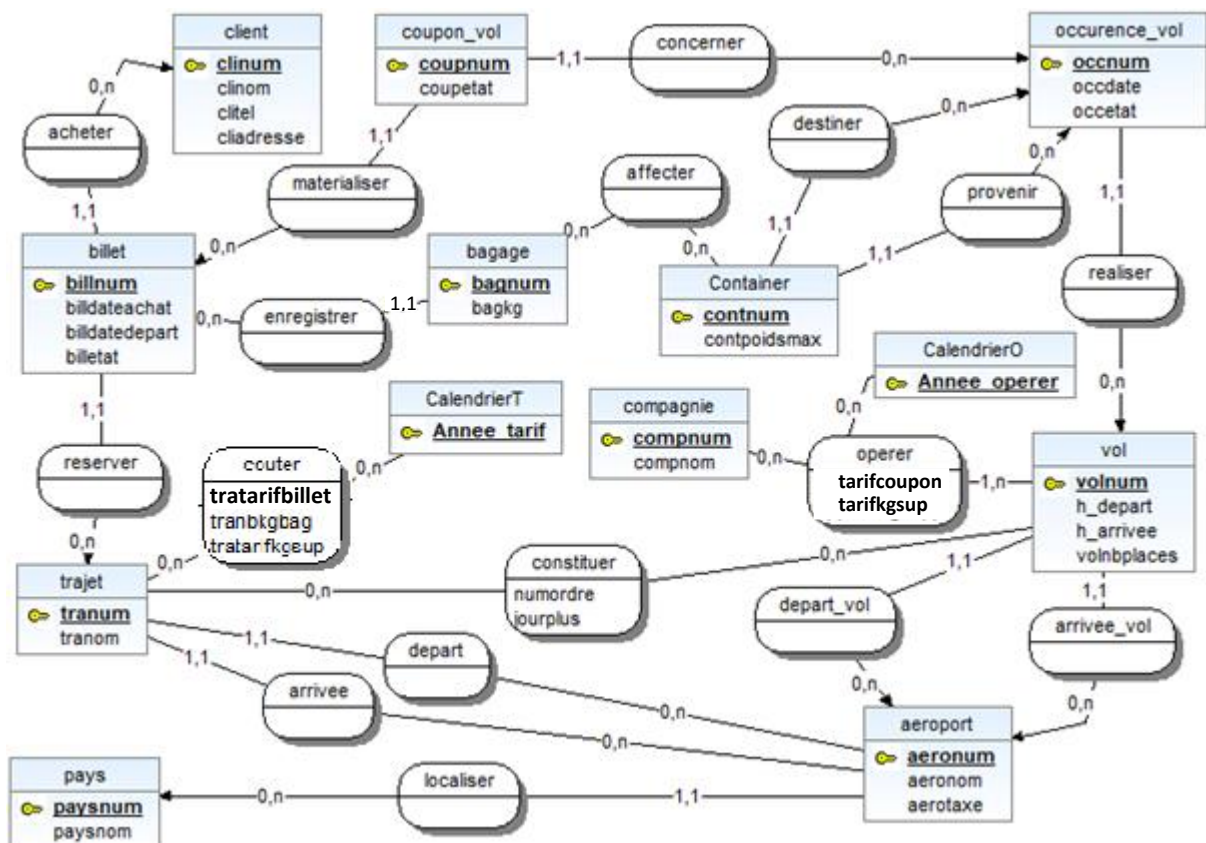 client
clinum
clinom
clitel
cliadresse
coupon_vol
coupnum
coupetat
concerner
1,1
0,n
occurence_vol
occnum
occdate
occetat
0,n
acheter
1,1
1,1
materialiser
0,n
affecter
0,n
0,n
destiner
0,n
1,1
provenir
0,n
1,1
1,1
realiser
0,n
billet
billnum
billdateachat
billdatedepart
billetat
0,n
enregistrer
1,1
bagage
bagnum
bagkg
Container
contnum
contpoidsmax
CalendrierO
Annee_operer
0,n
1,1
reserver
0,n
couter
tratarifbillet
tranbkgbag
tratarifkgsup
0,n
0,n
CalendrierT
Annee_tarif
compagnie
compnum
compnom
0,n
operer
tarifcoupon
tarifkgsup
1,n
vol
volnum
h_depart
h_arrivee
volnbplaces
trajet
tranum
tranom
0,n
constituer
numordre
jourplus
0,n
1,1
depart_vol
0,n
1,1
arrivee_vol
0,n
1,1
depart
0,n
1,1
arrivee
0,n
aeroport
aeronum
aeronom
aerotaxe
pays
paysnum
paysnom
0,n
localiser
1,1